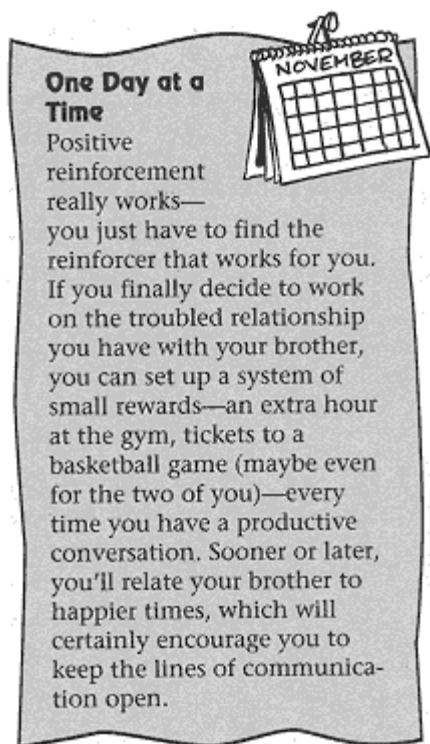 NOVEMBER
One Day at a
Time
Positive
reinforcement
really works—
you just have to find the
reinforcer that works for you.
If you finally decide to work
on the troubled relationship
you have with your brother,
you can set up a system of
small rewards—an extra hour
at the gym, tickets to a
basketball game (maybe even
for the two of you)—every
time you have a productive
conversation. Sooner or later,
you'll relate your brother to
happier times, which will
certainly encourage you to
keep the lines of communica-
tion open.